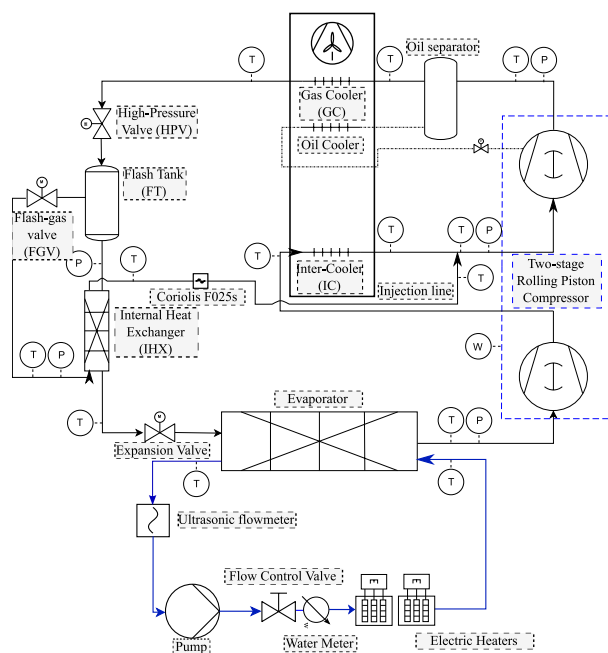 Oil separator
T
T
T
P
Gas Cooler
(GC)
High-Pressure
Valve (HPV)
Oil Cooler
Flash Tank
(FT)
Flash-gas
valve
(FGV)
T
T
T
P
P
T
Inter-Cooler
(IC)
T
Injection line
Two-stage
Rolling Piston
Compressor
Coriolis F025s
Internal Heat
Exchanger
(IHX)
W
T
P
Evaporator
T
T
P
Expansion Valve
T
T
Ultrasonic flowmeter
Flow Control Valve
Pump
Water Meter
Electric Heaters